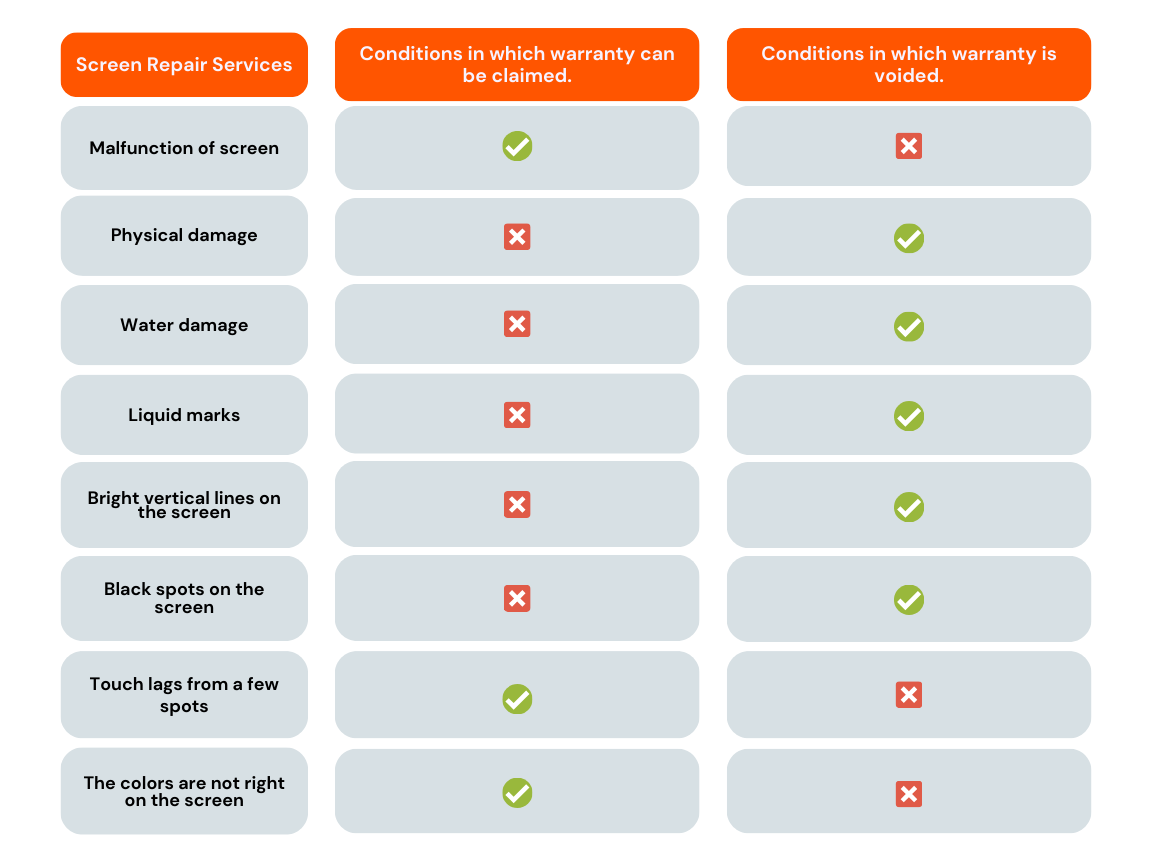 Screen Repair Services
Conditions in which warranty can
be claimed.
Conditions in which warranty is
voided.
Malfunction of screen
Physical damage
Water damage
Liquid marks
Bright vertical lines on
the screen
Black spots on the
screen
Touch lags from a few
spots
The colors are not right
on the screen